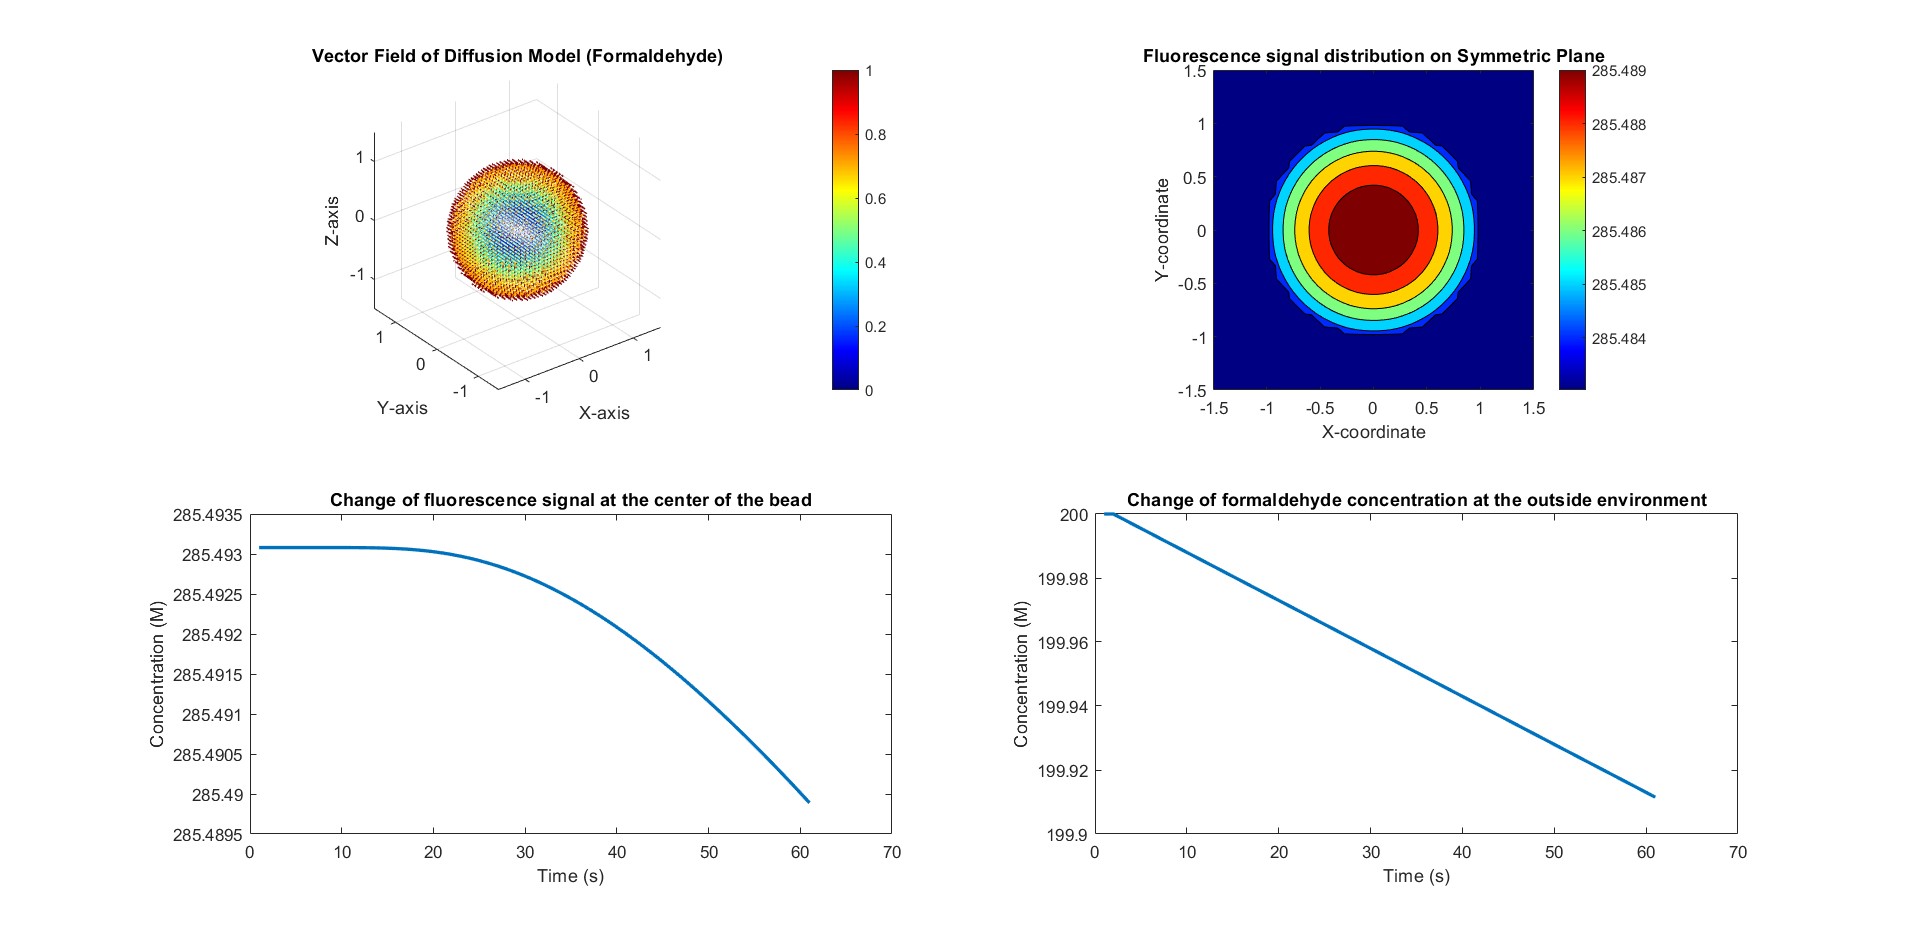 Vector Field of Diffusion Model (Formaldehyde)
1
0
-1
Z-axis
1
0
-1
Y-axis
-1
0
1
X-axis
1
0.8
0.6
0.4
0.2
0
Fluorescence signal distribution on Symmetric Plane
1.5
1
0.5
0
-0.5
-1
-1.5
Y-coordinate
-1.5 -1 -0.5 0 0.5 1 1.5
X-coordinate
285.489
285.488
285.487
285.486
285.485
285.484
Change of fluorescence signal at the center of the bead
285.4935
285.493
285.4925
285.492
285.4915
285.491
285.4905
285.49
285.4895
Concentration (M)
0 10 20 30 40 50 60 70
Time (s)
Change of formaldehyde concentration at the outside environment
200
199.98
199.96
199.94
199.92
199.9
Concentration (M)
0 10 20 30 40 50 60 70
Time (s)